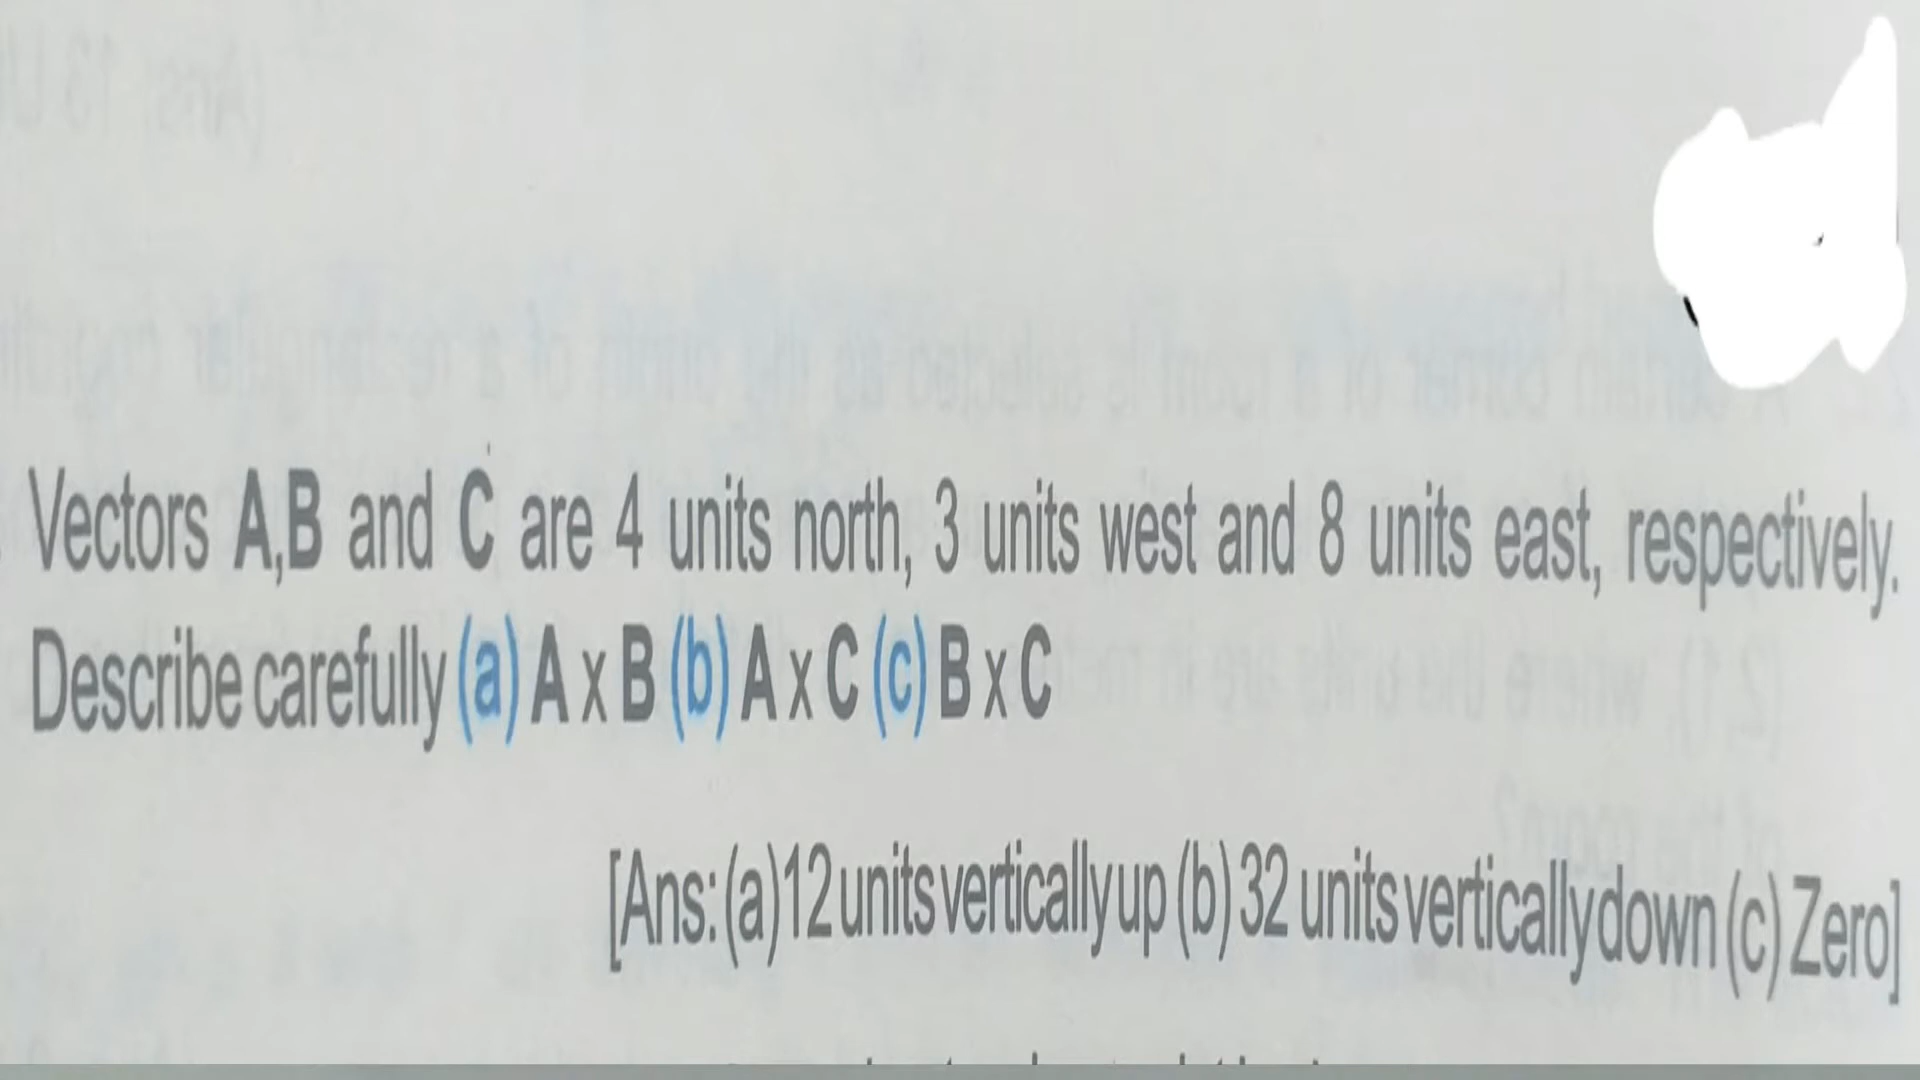 Vectors A,B and C are 4 units north, 3 units west and 8 units east, respectively.
Describe carefully (a) A x B (b) A x C (c) B x C
[Ans: (a) 12 units vertically up (b) 32 units vertically down (c) Zero]